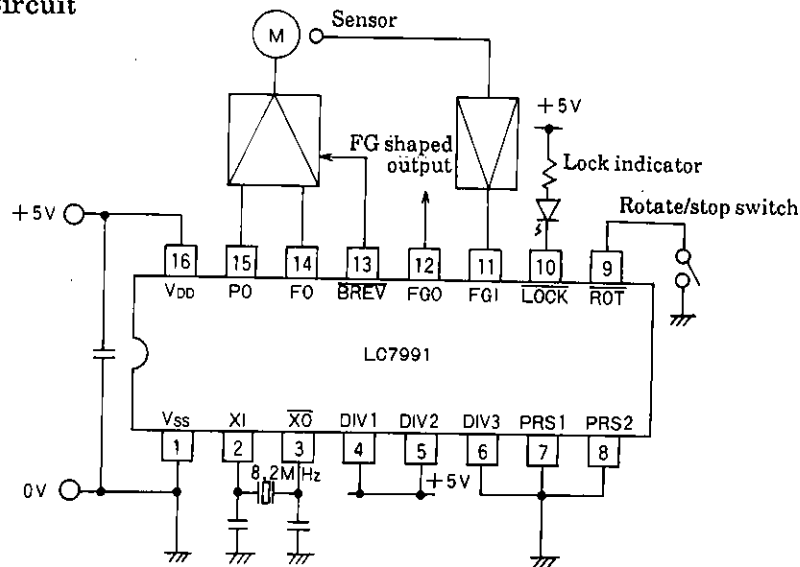 Circuit
M
Sensor
+5V
FG shaped
output
Lock indicator
Rotate/stop switch
+5V
16 15 14 13 12 11 10 9
VDD PO FO BREV FGO FGI LOCK ROT
LC7991
VSS XI XO DIV1 DIV2 DIV3 PRS1 PRS2
1 2 3 4 5 6 7 8
8,2MHz
+5V
0V